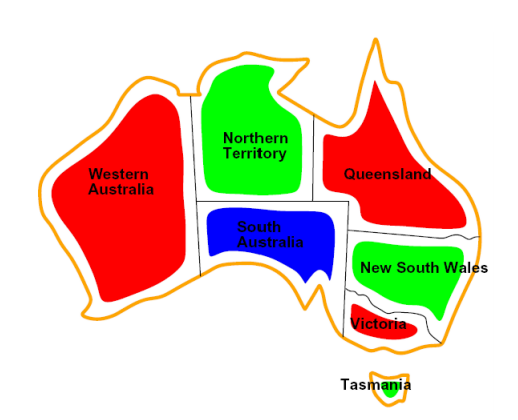 Northern
Territory
Western
Australia
Queensland
South
Australia
New South Wales
Victoria
Tasmania